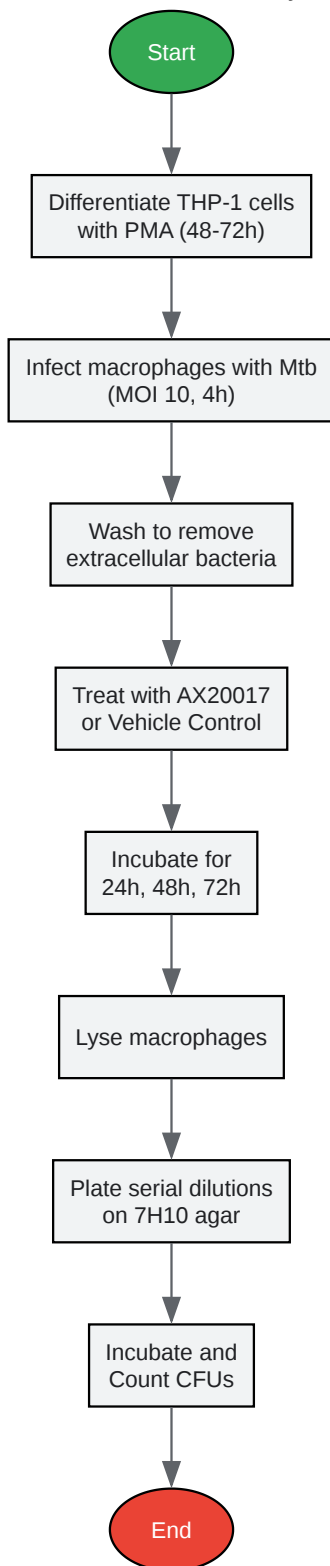 Start
Differentiate THP-1 cells
with PMA (48-72h)
Infect macrophages with Mtb
(MOI 10, 4h)
Wash to remove
extracellular bacteria
Treat with AX20017
or Vehicle Control
Incubate for
24h, 48h, 72h
Lyse macrophages
Plate serial dilutions
on 7H10 agar
Incubate and
Count CFUs
End